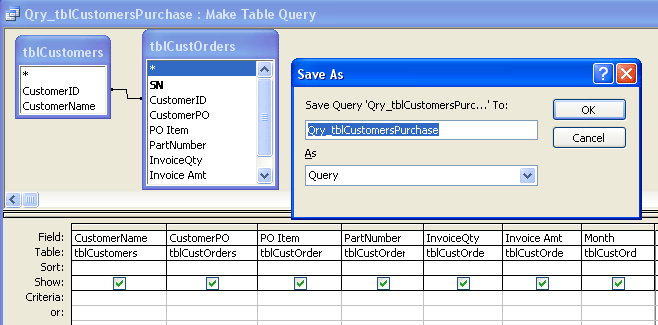 Qry_tblCustomersPurchase : Make Table Query
tblCustomers
*
CustomerID
CustomerName
tblCustOrders
*
SN
CustomerID
CustomerPO
PO Item
PartNumber
InvoiceQty
Invoice Amt
Save As
Save Query 'Qry_tblCustomersPurc...' To:
Qry_tblCustomersPurchase
OK
Cancel
As
Query
Field: CustomerName CustomerPO PO Item PartNumber InvoiceQty Invoice Amt Month
Table: tblCustomers tblCustOrders tblCustOrder tblCustOrder tblCustOrde tblCustOrde tblCustOrd
Sort:
Show:
Criteria:
or: